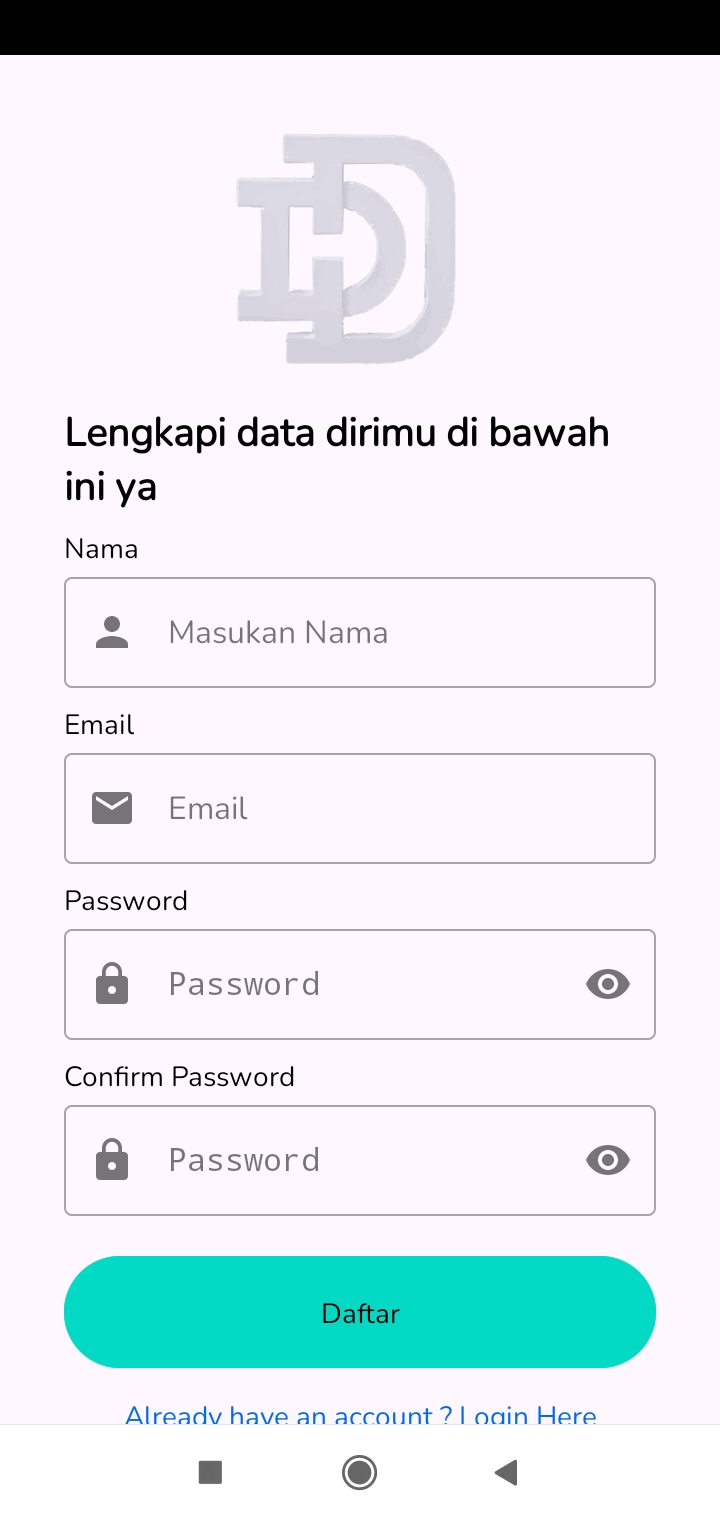 Lengkapi data dirimu di bawah
ini ya
Nama
Masukan Nama
Email
Email
Password
Password
Confirm Password
Password
Daftar
Already have an account ? Login Here